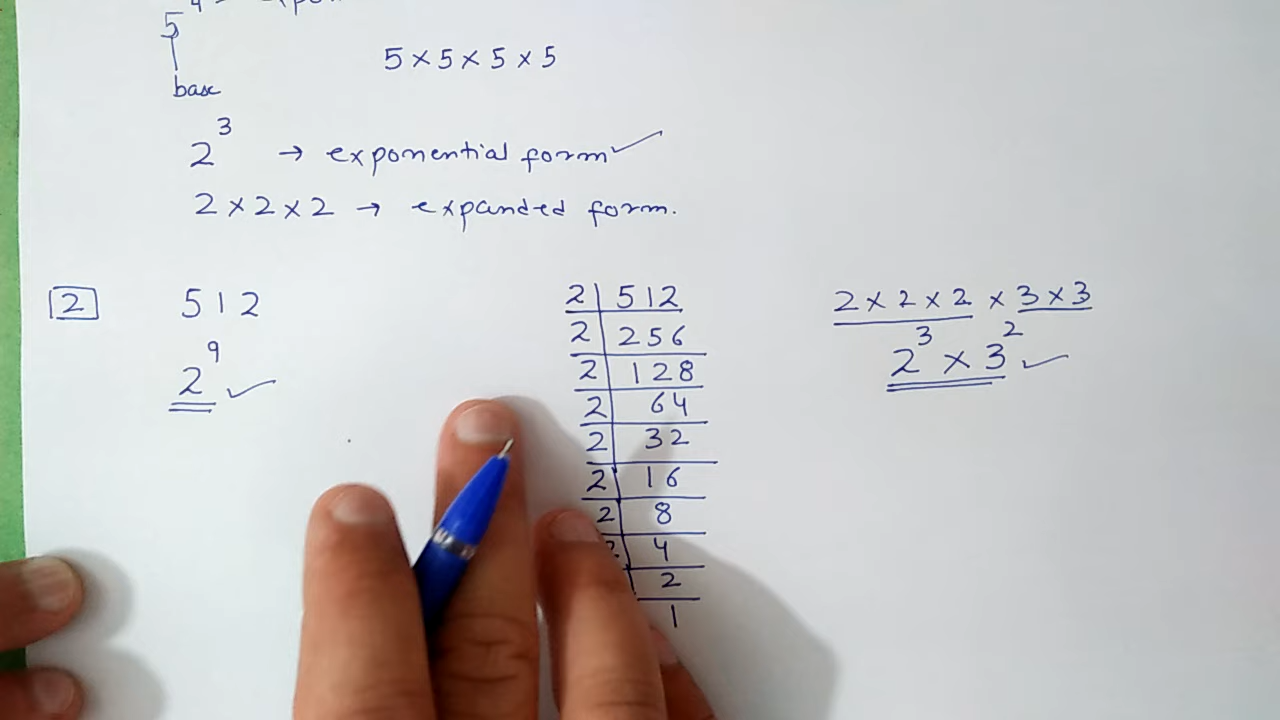 5⁴
5 × 5 × 5 × 5
base
2³ → exponential form ✓
2 × 2 × 2 → expanded form.
2
512
2⁹ ✓
2 | 512
2 | 256
2 | 128
2 | 64
2 | 32
2 | 16
2 | 8
2 | 4
2
1
2 × 2 × 2 × 3 × 3
2³ × 3² ✓